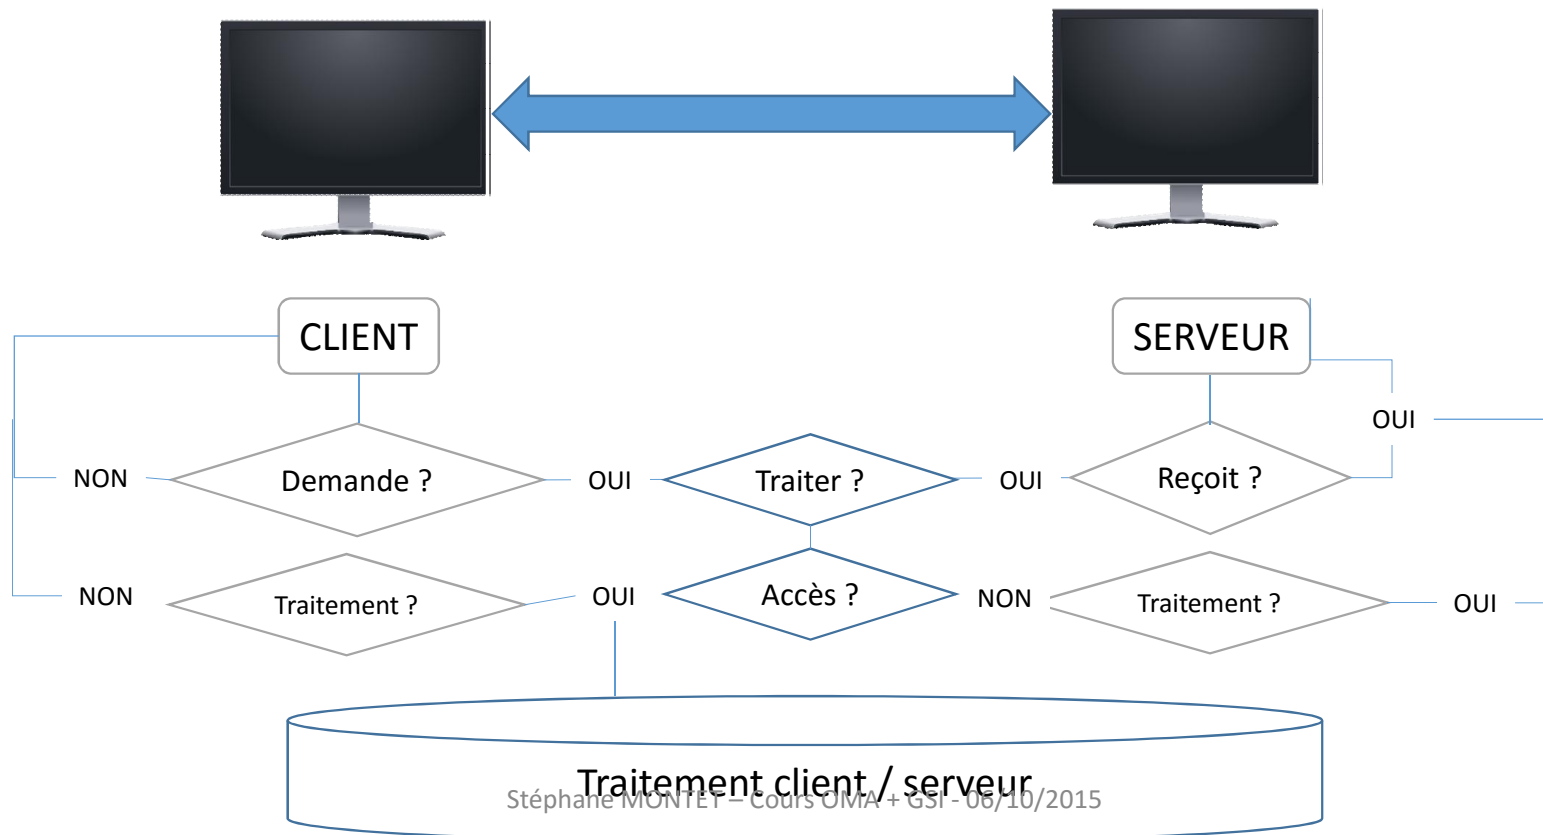 CLIENT
SERVEUR
OUI
NON
Demande ?
OUI
Traiter ?
OUI
Reçoit ?
NON
Traitement ?
OUI
Accès ?
NON
Traitement ?
OUI
Traitement client / serveur
Stéphane MONTET – Cours OMA + GSI - 06/10/2015